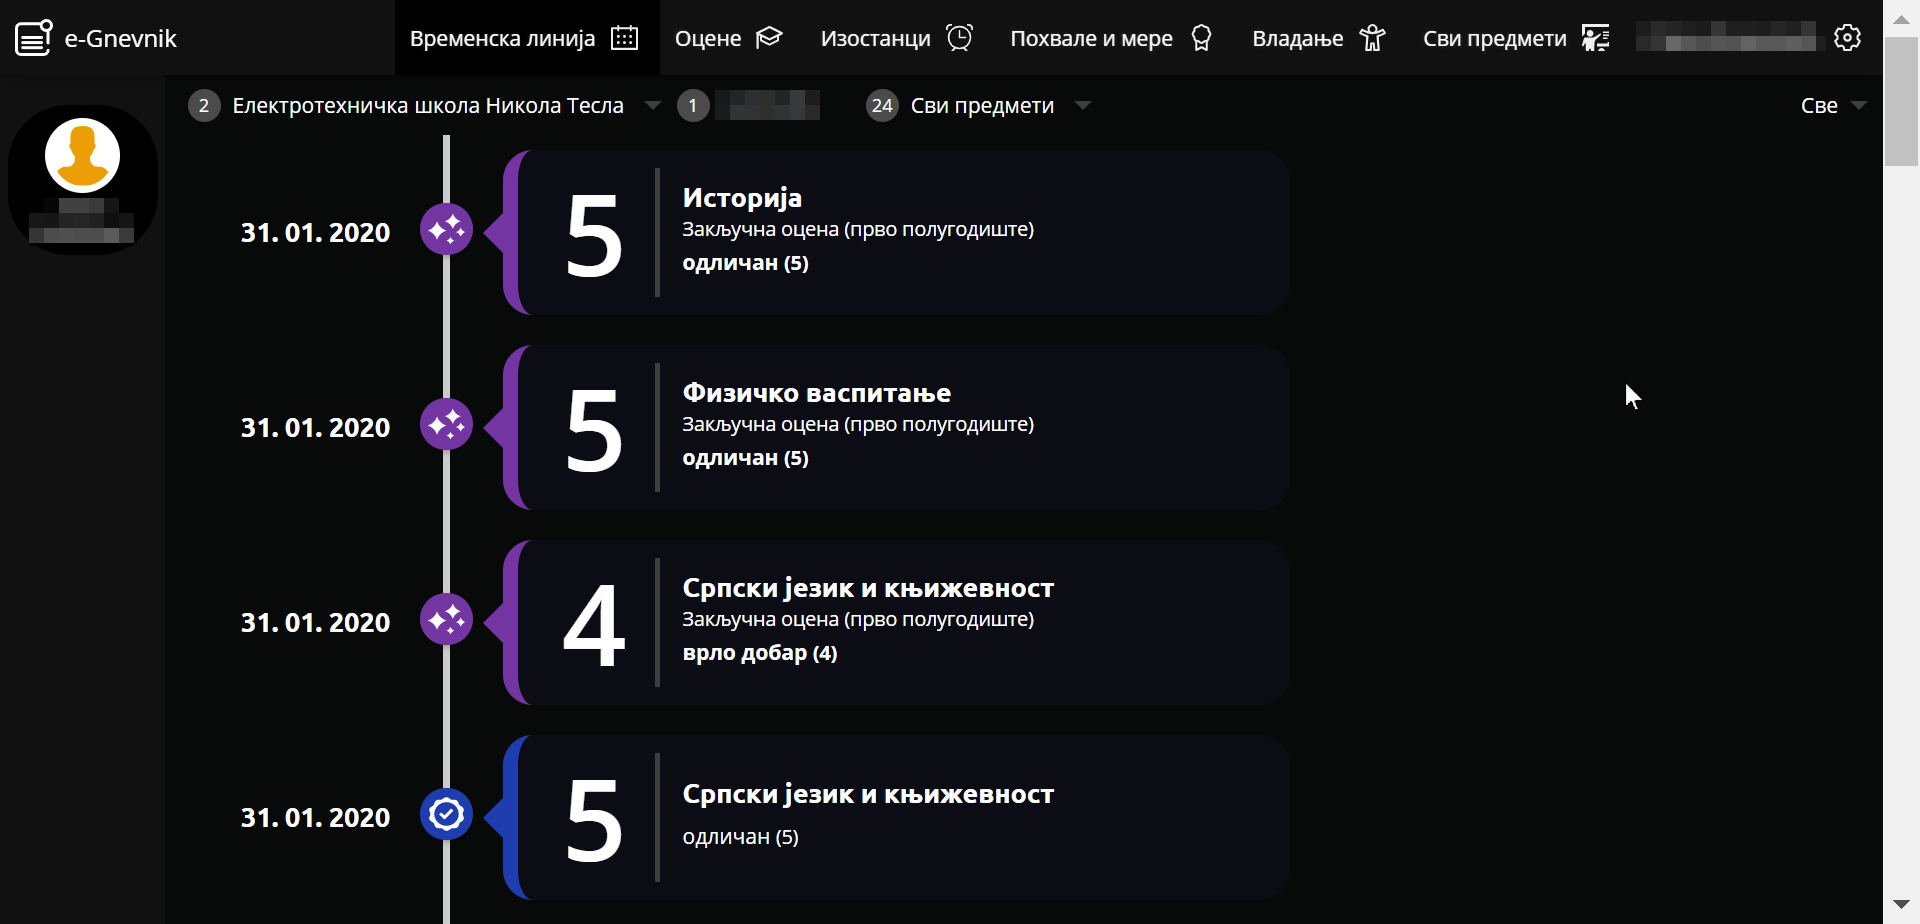 e-Gnevnik
Временска линија
Оцене
Изостанци
Похвале и мере
Владање
Сви предмети
2 Електротехничка школа Никола Тесла
1
24 Сви предмети
Све
31. 01. 2020
5
Историја
Закључна оцена (прво полугодиште)
одличан (5)
31. 01. 2020
5
Физичко васпитање
Закључна оцена (прво полугодиште)
одличан (5)
31. 01. 2020
4
Српски језик и књижевност
Закључна оцена (прво полугодиште)
врло добар (4)
31. 01. 2020
5
Српски језик и књижевност
одличан (5)